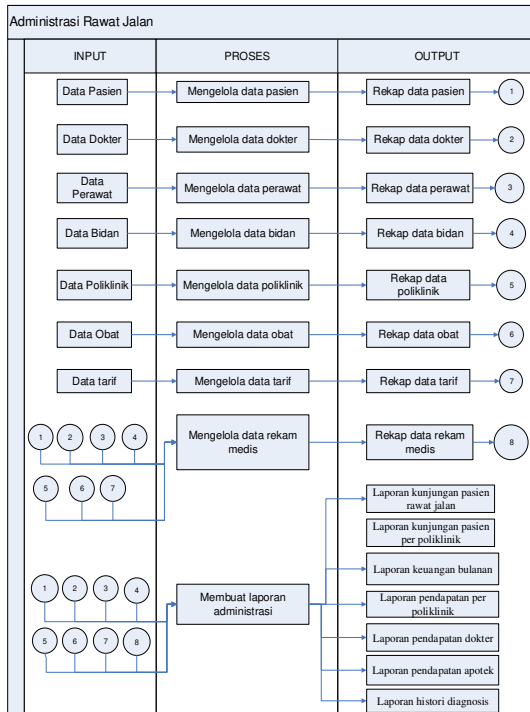 Administrasi Rawat Jalan
INPUT
PROSES
OUTPUT
Data Pasien
Mengelola data pasien
Rekap data pasien
1
Data Dokter
Mengelola data dokter
Rekap data dokter
2
Data
Perawat
Mengelola data perawat
Rekap data perawat
3
Data Bidan
Mengelola data bidan
Rekap data bidan
4
Data Poliklinik
Mengelola data poliklinik
Rekap data
poliklinik
5
Data Obat
Mengelola data obat
Rekap data obat
6
Data tarif
Mengelola data tarif
Rekap data tarif
7
1 2 3 4
5 6 7
Mengelola data rekam
medis
Rekap data rekam
medis
8
1 2 3 4
5 6 7 8
Membuat laporan
administrasi
Laporan kunjungan pasien
rawat jalan
Laporan kunjungan pasien
per poliklinik
Laporan keuangan bulanan
Laporan pendapatan per
poliklinik
Laporan pendapatan dokter
Laporan pendapatan apotek
Laporan histori diagnosis